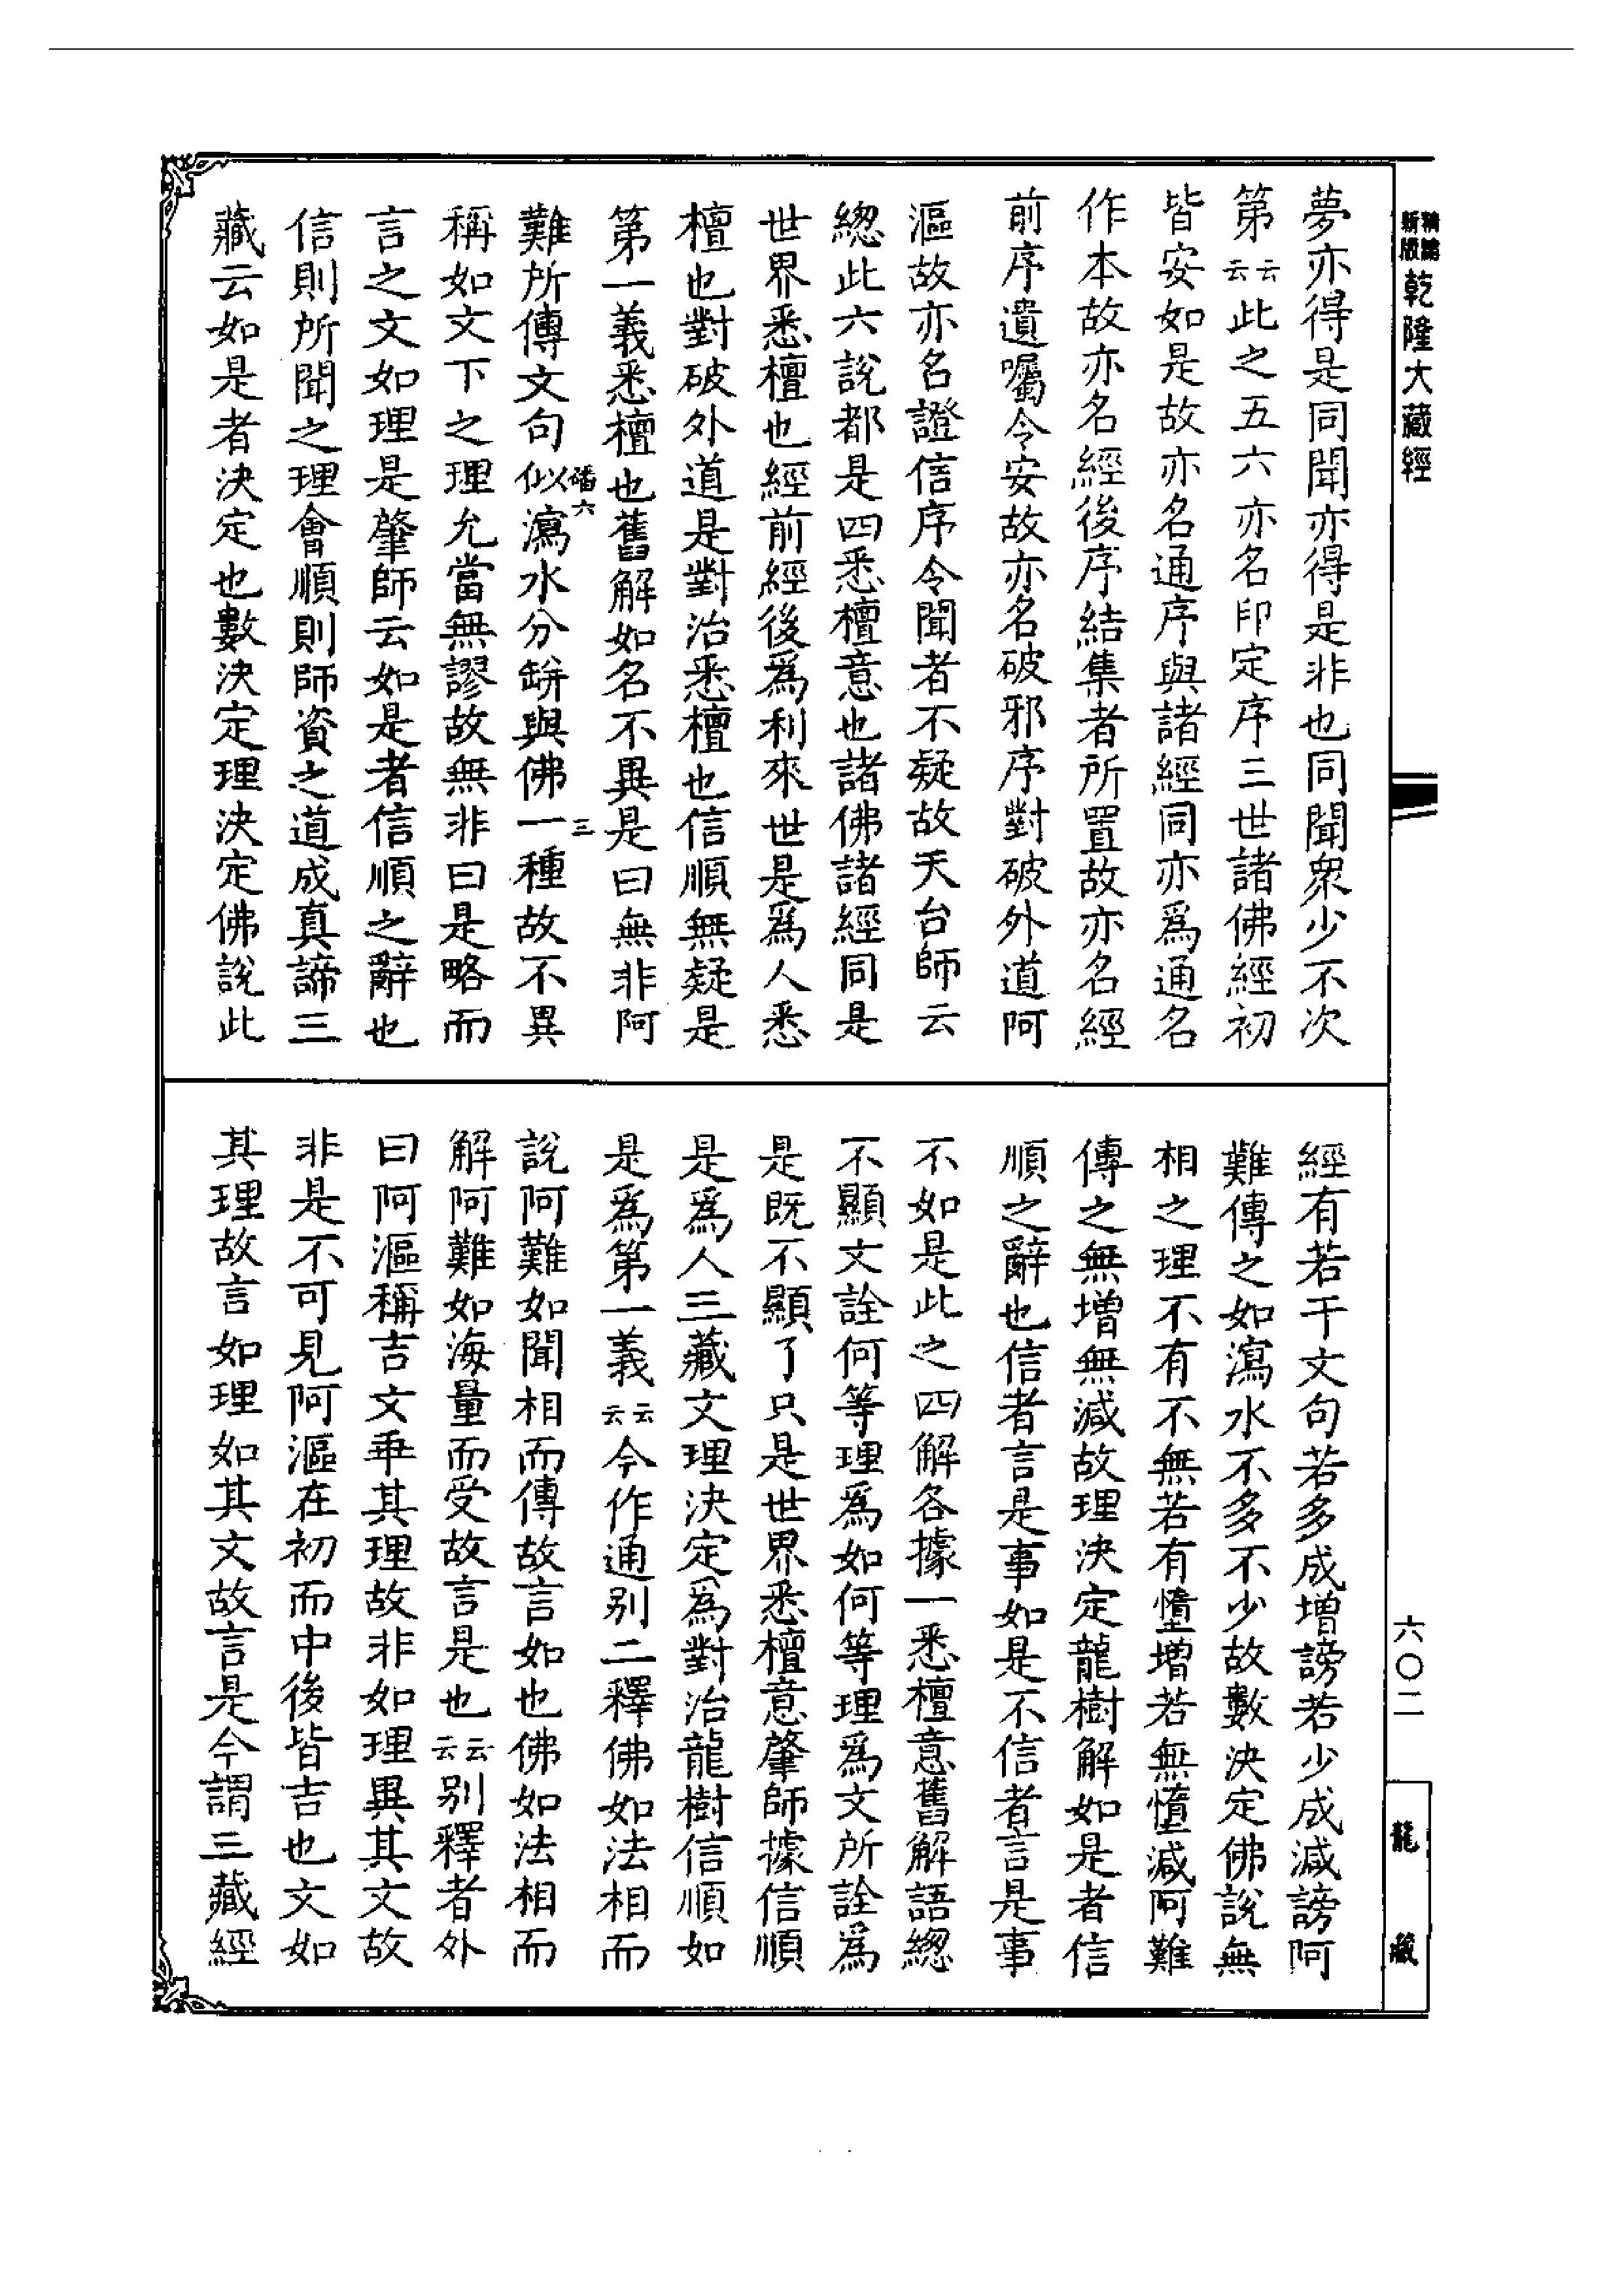 精編新版
乾隆大藏經
六〇二
龍藏
夢亦得是同聞亦得是非也同聞衆少不次
第云云此之五六亦名印定序三世諸佛經初
皆安如是故亦名通序與諸經同亦爲通名
作本故亦名經後序結集者所置故亦名經
前序遺囑令安故亦名破邪序對破外道阿
漚故亦名證信序令聞者不疑故天台師云
總此六說都是四悉檀意也諸佛諸經同是
世界悉檀也經前經後爲利來世是爲人悉
檀也對破外道是對治悉檀也信順無疑是
第一義悉檀也舊解如名不異是曰無非阿
磻六
三
難所傳文句似瀉水分缾與佛一種故不異
稱如文下之理允當無謬故無非曰是略而
言之文如理是肇師云如是者信順之辭也
信則所聞之理會順則師資之道成真諦三
藏云如是者決定也數決定理決定佛說此
經有若干文句若多成增謗若少成減謗阿
難傳之如瀉水不多不少故數決定佛說無
相之理不有不無若有墮增若無墮減阿難
傳之無增無減故理決定龍樹解如是者信
順之辭也信者言是事如是不信者言是事
不如是此之四解各據一悉檀意舊解語總
不顯文詮何等理爲如何等理爲文所詮爲
是既不顯了只是世界悉檀意肇師據信順
是爲人三藏文理決定爲對治龍樹信順如
是爲第一義云云今作通別二釋佛如法相而
說阿難如聞相而傳故言如也佛如法相而
解阿難如海量而受故言是也云云別釋者外
曰阿漚稱吉文乖其理故非如理異其文故
非是不可見阿漚在初而中後皆吉也文如
其理故言如理如其文故言是今謂三藏經